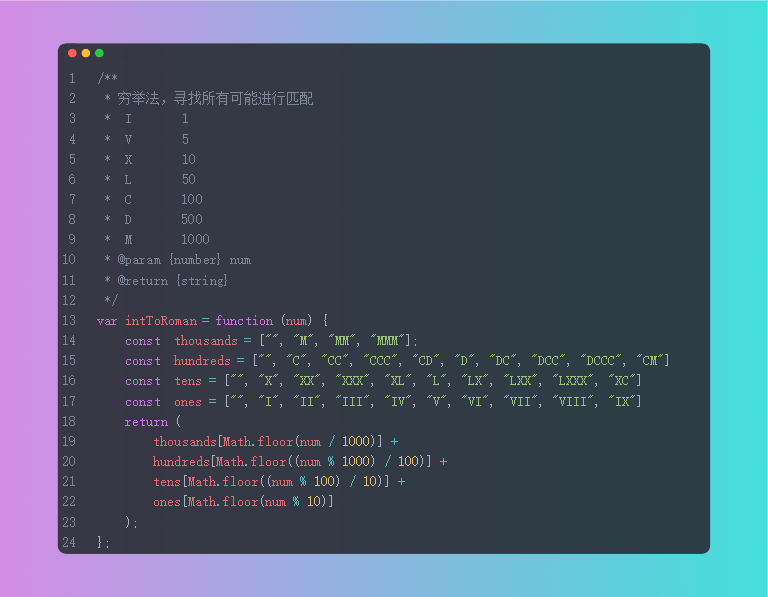 1 /**
2  * 穷举法，寻找所有可能进行匹配
3  * I       1
4  * V       5
5  * X       10
6  * L       50
7  * C       100
8  * D       500
9  * M       1000
10  * @param {number} num
11  * @return {string}
12  */
13 var intToRoman = function (num) {
14     const  thousands = ["", "M", "MM", "MMM"];
15     const  hundreds = ["", "C", "CC", "CCC", "CD", "D", "DC", "DCC", "DCCC", "CM"]
16     const  tens = ["", "X", "XX", "XXX", "XL", "L", "LX", "LXX", "LXXX", "XC"]
17     const  ones = ["", "I", "II", "III", "IV", "V", "VI", "VII", "VIII", "IX"]
18     return (
19         thousands[Math.floor(num / 1000)] +
20         hundreds[Math.floor((num % 1000) / 100)] +
21         tens[Math.floor((num % 100) / 10)] +
22         ones[Math.floor(num % 10)]
23     );
24 };